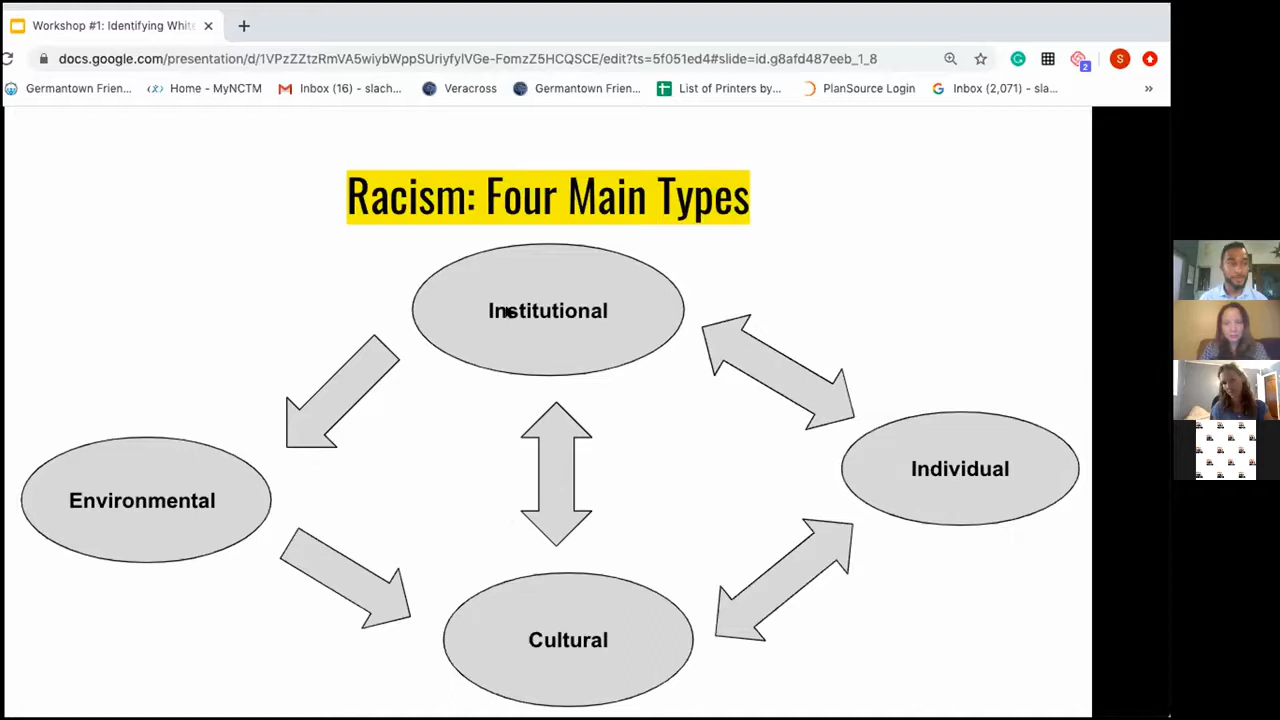 Workshop #1: Identifying White
docs.google.com/presentation/d/1VPzZZtzRmVA5wiybWppSUriyfylVGe-FomzZ5HCQSCE/edit?ts=5f051ed4#slide=id.g8afd487eeb_1_8
S
2
Germantown Frien...
Home - MyNCTM
Inbox (16) - slach...
Veracross
Germantown Frien...
List of Printers by...
PlanSource Login
Inbox (2,071) - sla...
Racism: Four Main Types
Institutional
Individual
Environmental
Cultural